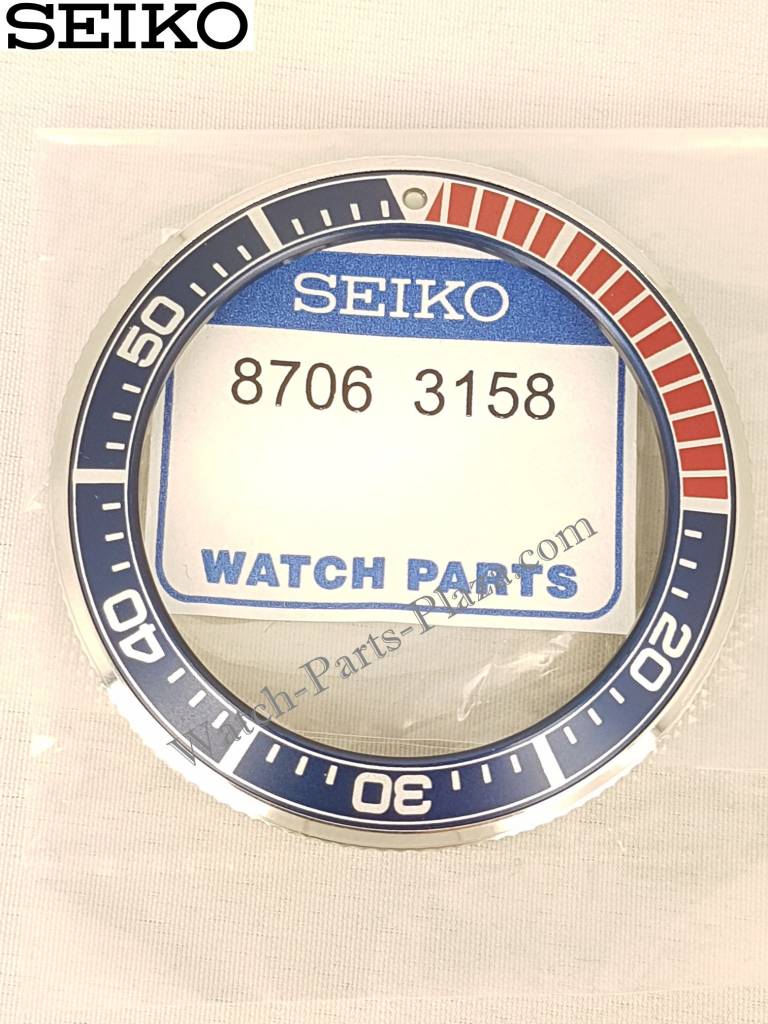 SEIKO
SEIKO
8706 3158
WATCH PARTS
Watch-Parts-Plaza.com
50
40
30
20